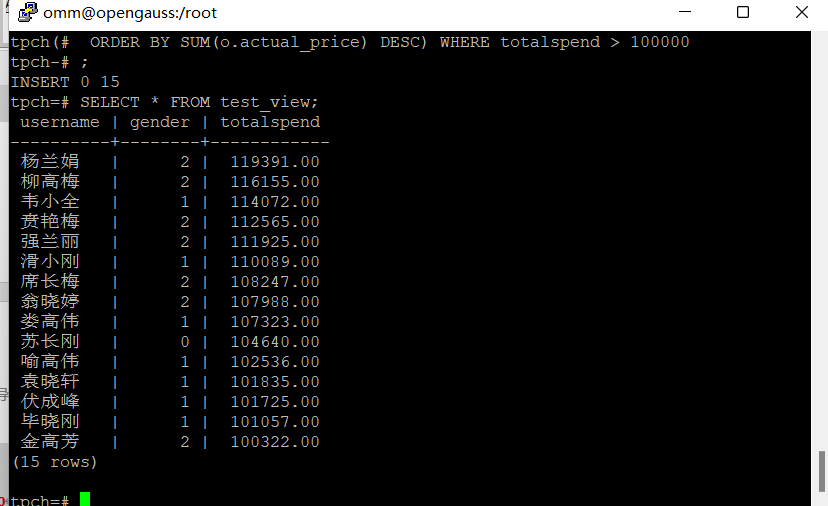 omm@opengauss:/root
tpch(#  ORDER BY SUM(o.actual_price) DESC) WHERE totalspend > 100000
tpch-# ;
INSERT 0 15
tpch=# SELECT * FROM test_view;
 username | gender | totalspend
----------+--------+------------
 杨兰娟   |      2 |  119391.00
 柳高梅   |      2 |  116155.00
 韦小全   |      1 |  114072.00
 贲艳梅   |      2 |  112565.00
 强兰丽   |      2 |  111925.00
 滑小刚   |      1 |  110089.00
 席长梅   |      2 |  108247.00
 翁晓婷   |      2 |  107988.00
 娄高伟   |      1 |  107323.00
 苏长刚   |      0 |  104640.00
 喻高伟   |      1 |  102536.00
 袁晓轩   |      1 |  101835.00
 伏成峰   |      1 |  101725.00
 毕晓刚   |      1 |  101057.00
 金高芳   |      2 |  100322.00
(15 rows)
tpch=#